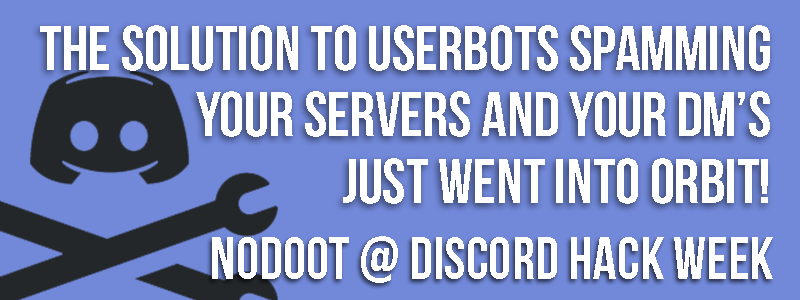 THE SOLUTION TO USERBOTS SPAMMING
YOUR SERVERS AND YOUR DM'S
JUST WENT INTO ORBIT!
NODOOT @ DISCORD HACK WEEK